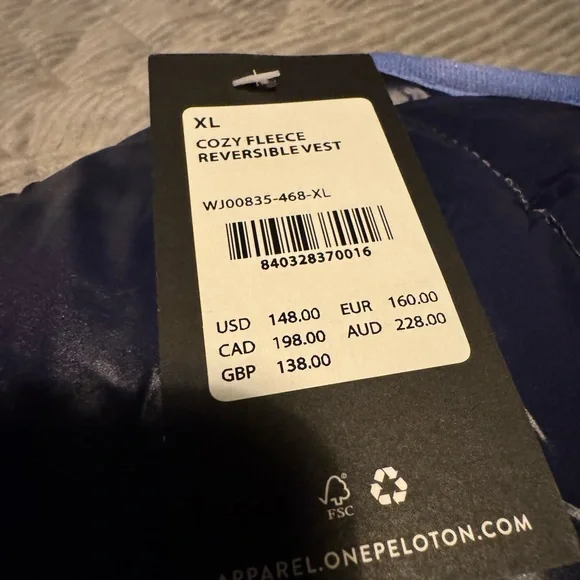 XL
COZY FLEECE
REVERSIBLE VEST
WJ00835-468-XL
840328370016
USD 148.00 EUR 160.00
CAD 198.00 AUD 228.00
GBP 138.00
FSC
APPAREL.ONEPELOTON.COM